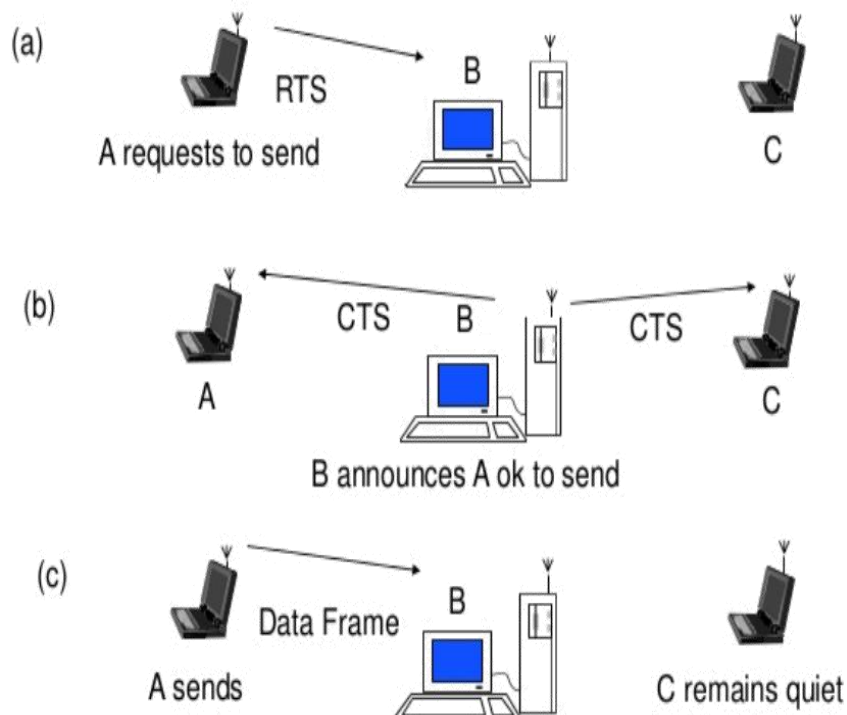 (a)
B
RTS
A requests to send
C
(b)
CTS
B
CTS
A
C
B announces A ok to send
(c)
B
Data Frame
A sends
C remains quiet